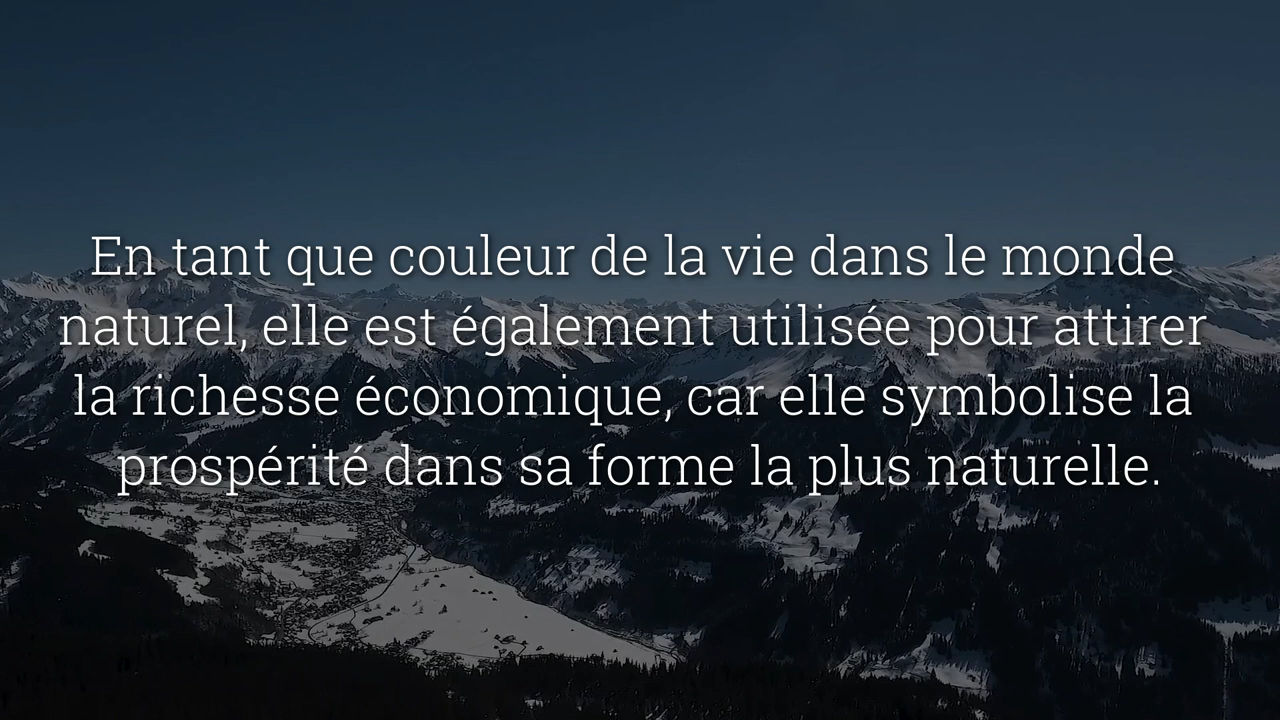 En tant que couleur de la vie dans le monde
naturel, elle est également utilisée pour attirer
la richesse économique, car elle symbolise la
prospérité dans sa forme la plus naturelle.